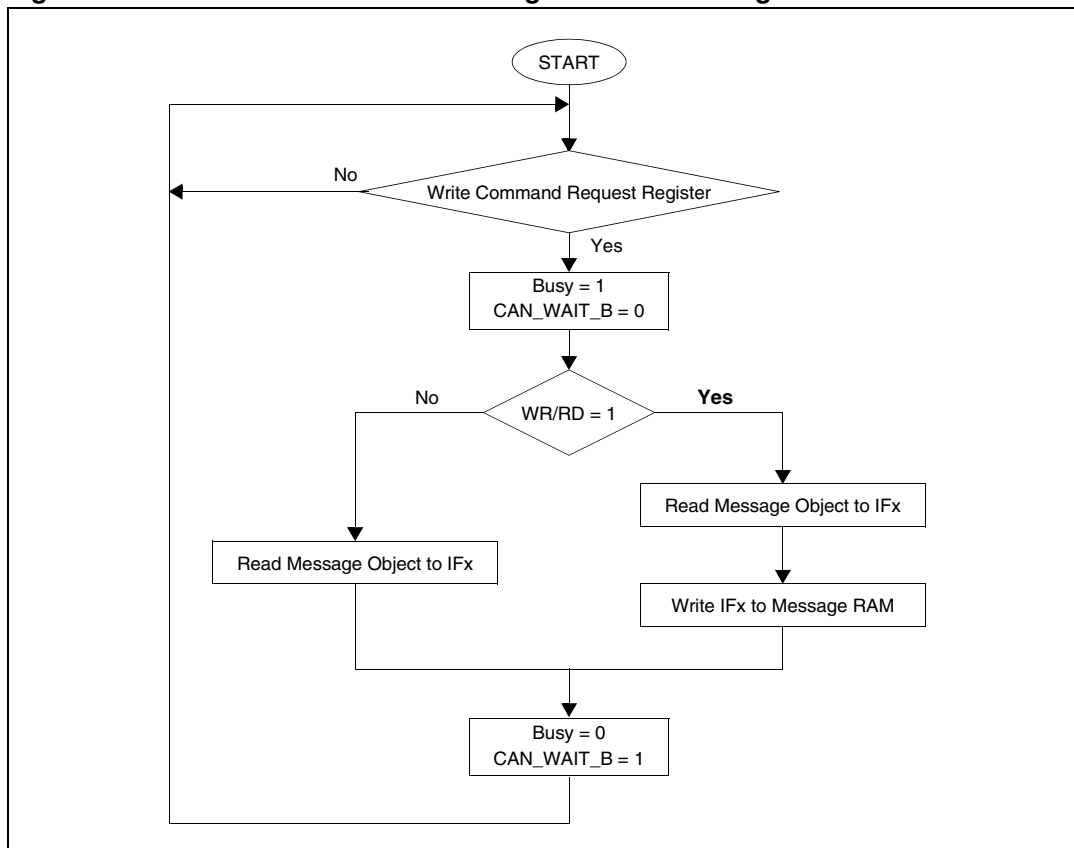 START
No
Write Command Request Register
Yes
Busy = 1
CAN_WAIT_B = 0
No
Yes
WR/RD = 1
Read Message Object to IFx
Read Message Object to IFx
Write IFx to Message RAM
Busy = 0
CAN_WAIT_B = 1